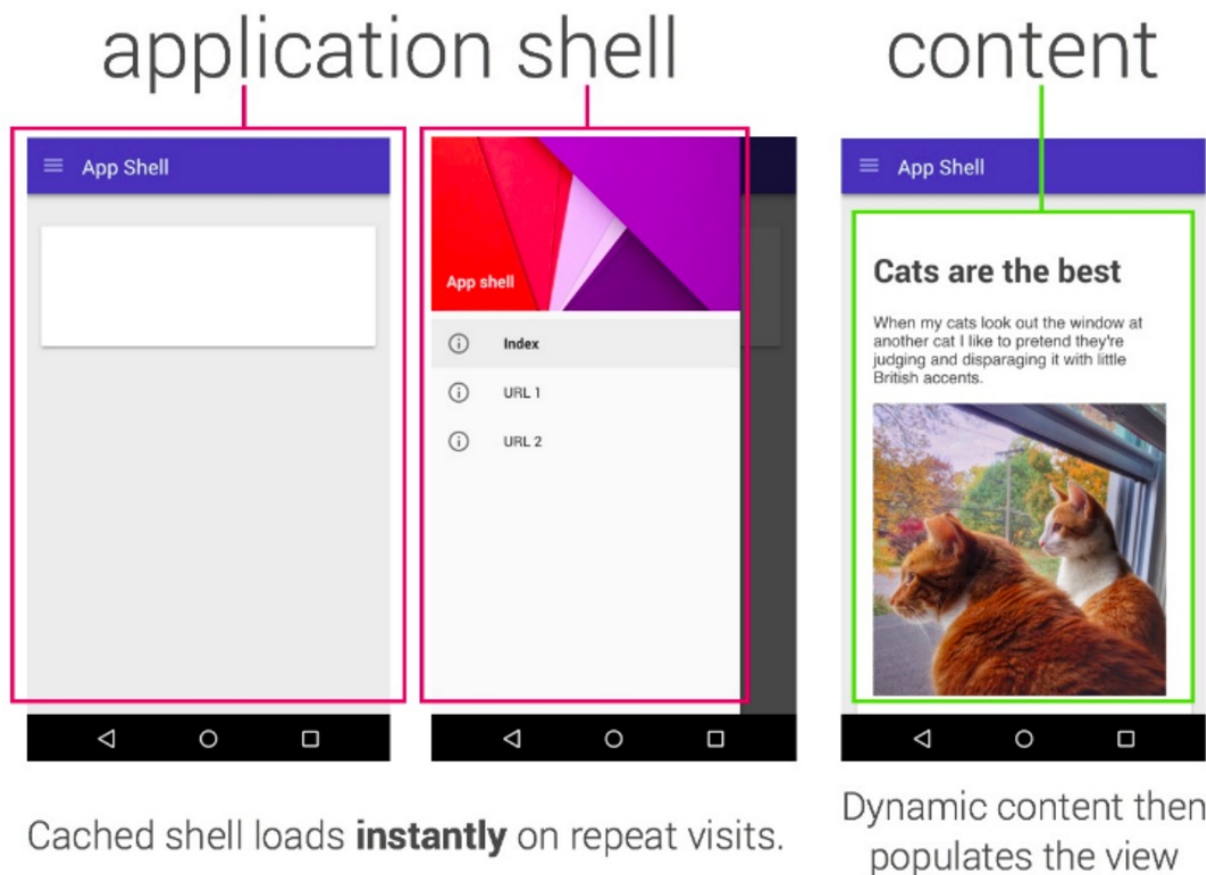 application shell
content
App Shell
App shell
Index
URL 1
URL 2
App Shell
Cats are the best
When my cats look out the window at
another cat I like to pretend they're
judging and disparaging it with little
British accents.
Cached shell loads instantly on repeat visits.
Dynamic content then
populates the view